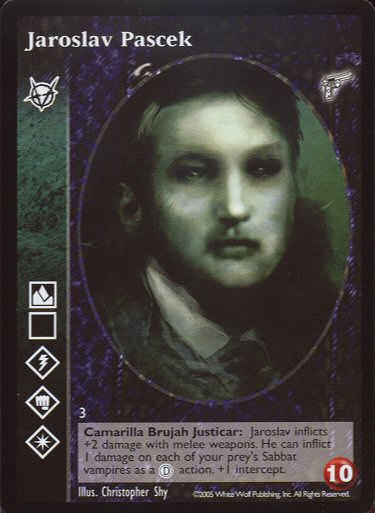 Jaroslav Pascek
3
Camarilla Brujah Justicar: Jaroslav inflicts
+2 damage with melee weapons. He can inflict
1 damage on each of your prey's Sabbat
vampires as a Ⓓ action. +1 intercept.
10
Illus. Christopher Shy
©2005 White Wolf Publishing, Inc. All Rights Reserved.